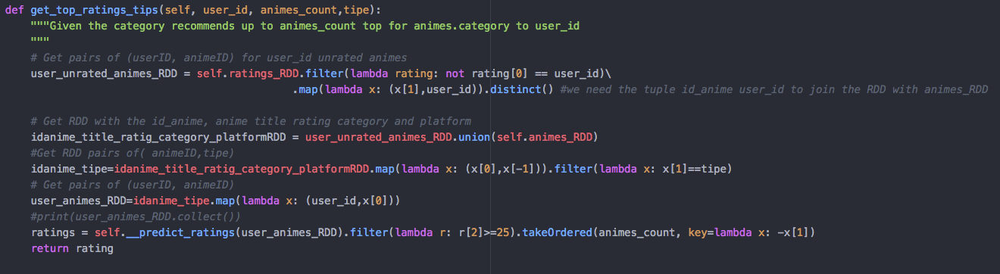 def get_top_ratings_tips(self, user_id, animes_count,tipe):
    """Given the category recommends up to animes_count top for animes.category to user_id
    """
    # Get pairs of (userID, animeID) for user_id unrated animes
    user_unrated_animes_RDD = self.ratings_RDD.filter(lambda rating: not rating[0] == user_id)\
                                        .map(lambda x: (x[1],user_id)).distinct() #we need the tuple id_anime user_id to join the RDD with animes_RDD
    # Get RDD with the id_anime, anime title rating category and platform
    idanime_title_ratig_category_platformRDD = user_unrated_animes_RDD.union(self.animes_RDD)
    #Get RDD pairs of( animeID,tipe)
    idanime_tipe=idanime_title_ratig_category_platformRDD.map(lambda x: (x[0],x[-1])).filter(lambda x: x[1]==tipe)
    # Get pairs of (userID, animeID)
    user_animes_RDD=idanime_tipe.map(lambda x: (user_id,x[0]))
    #print(user_animes_RDD.collect())
    ratings = self.__predict_ratings(user_animes_RDD).filter(lambda r: r[2]>=25).takeOrdered(animes_count, key=lambda x: -x[1])
    return rating